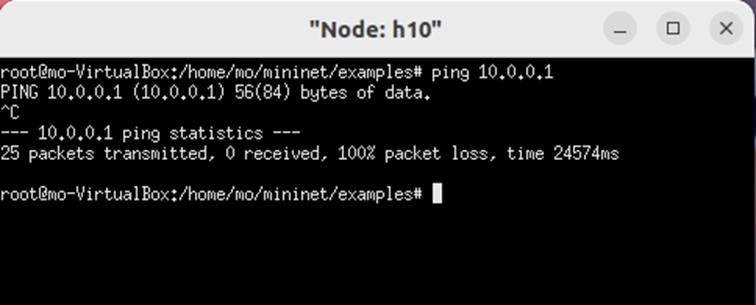 "Node: h10"
root@mo-VirtualBox:/home/mo/mininet/examples# ping 10.0.0.1
PING 10.0.0.1 (10.0.0.1) 56(84) bytes of data.
^C
--- 10.0.0.1 ping statistics ---
25 packets transmitted, 0 received, 100% packet loss, time 24574ms
root@mo-VirtualBox:/home/mo/mininet/examples#